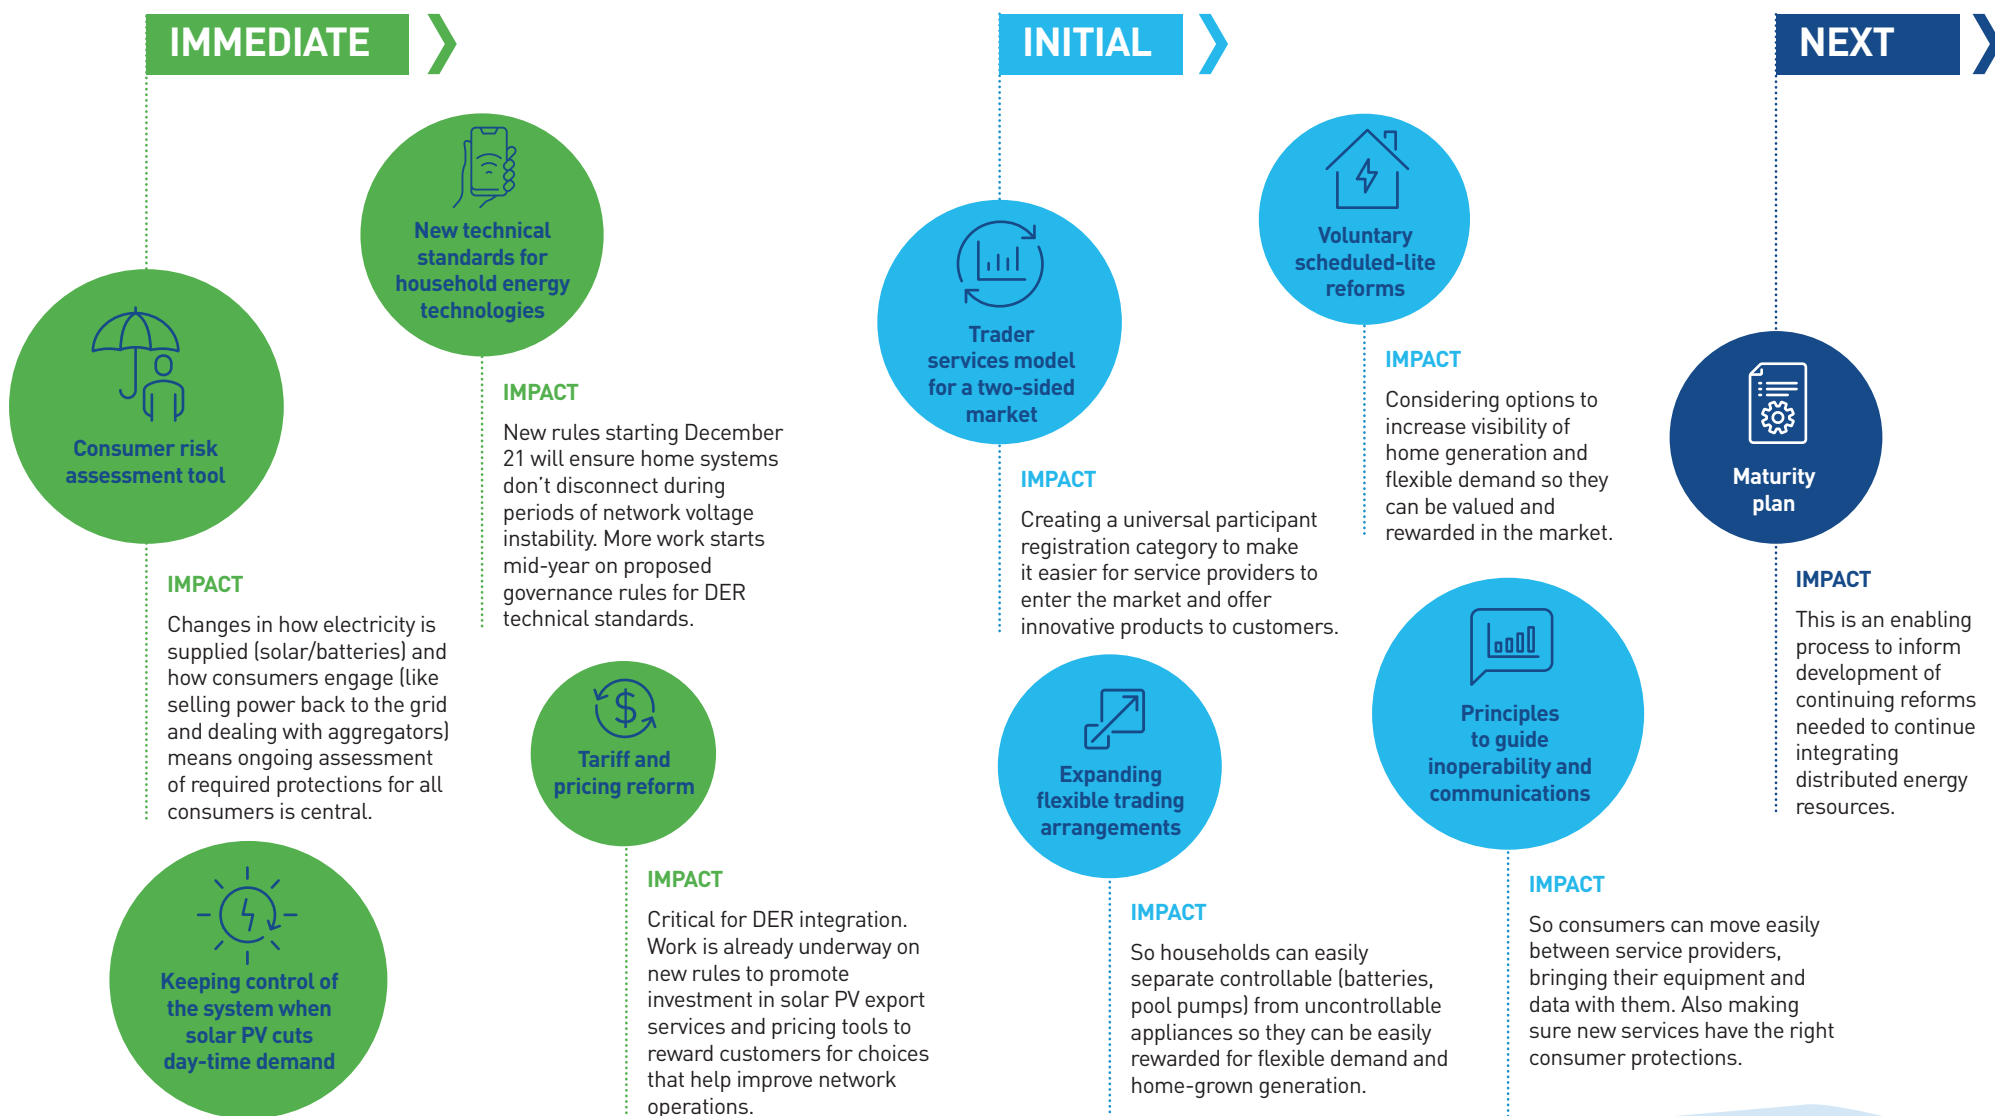 IMMEDIATE
Consumer risk
assessment tool
IMPACT
Changes in how electricity is
supplied (solar/batteries) and
how consumers engage (like
selling power back to the grid
and dealing with aggregators)
means ongoing assessment
of required protections for all
consumers is central.
Keeping control of
the system when
solar PV cuts
day-time demand
New technical
standards for
household energy
technologies
IMPACT
New rules starting December
21 will ensure home systems
don't disconnect during
periods of network voltage
instability. More work starts
mid-year on proposed
governance rules for DER
technical standards.
$
Tariff and
pricing reform
IMPACT
Critical for DER integration.
Work is already underway on
new rules to promote
investment in solar PV export
services and pricing tools to
reward customers for choices
that help improve network
operations.
INITIAL
Trader
services model
for a two-sided
market
IMPACT
Creating a universal participant
registration category to make
it easier for service providers to
enter the market and offer
innovative products to customers.
Expanding
flexible trading
arrangements
IMPACT
So households can easily
separate controllable (batteries,
pool pumps) from uncontrollable
appliances so they can be easily
rewarded for flexible demand and
home-grown generation.
Voluntary
scheduled-lite
reforms
IMPACT
Considering options to
increase visibility of
home generation and
flexible demand so they
can be valued and
rewarded in the market.
Principles
to guide
inoperability and
communications
IMPACT
So consumers can move easily
between service providers,
bringing their equipment and
data with them. Also making
sure new services have the right
consumer protections.
NEXT
Maturity
plan
IMPACT
This is an enabling
process to inform
development of
continuing reforms
needed to continue
integrating
distributed energy
resources.